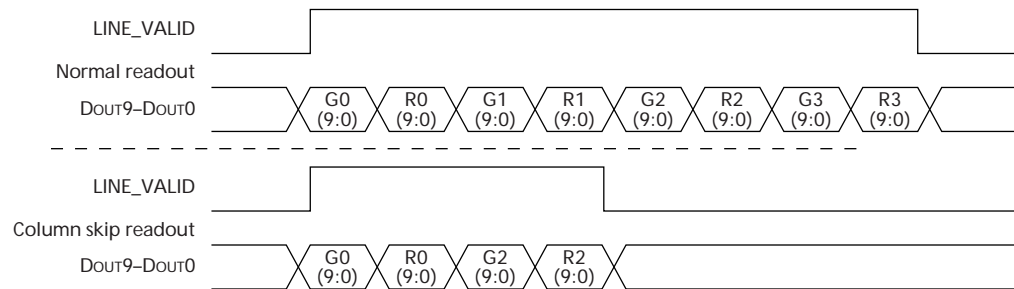 LINE_VALID
Normal readout
G0 R0 G1 R1 G2 R2 G3 R3
DOUT9–DOUT0
(9:0) (9:0) (9:0) (9:0) (9:0) (9:0) (9:0) (9:0)
LINE_VALID
Column skip readout
G0 R0 G2 R2
DOUT9–DOUT0
(9:0) (9:0) (9:0) (9:0)